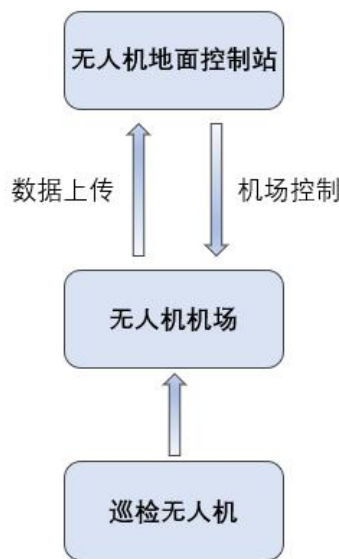 无人机地面控制站
数据上传
机场控制
无人机机场
巡检无人机